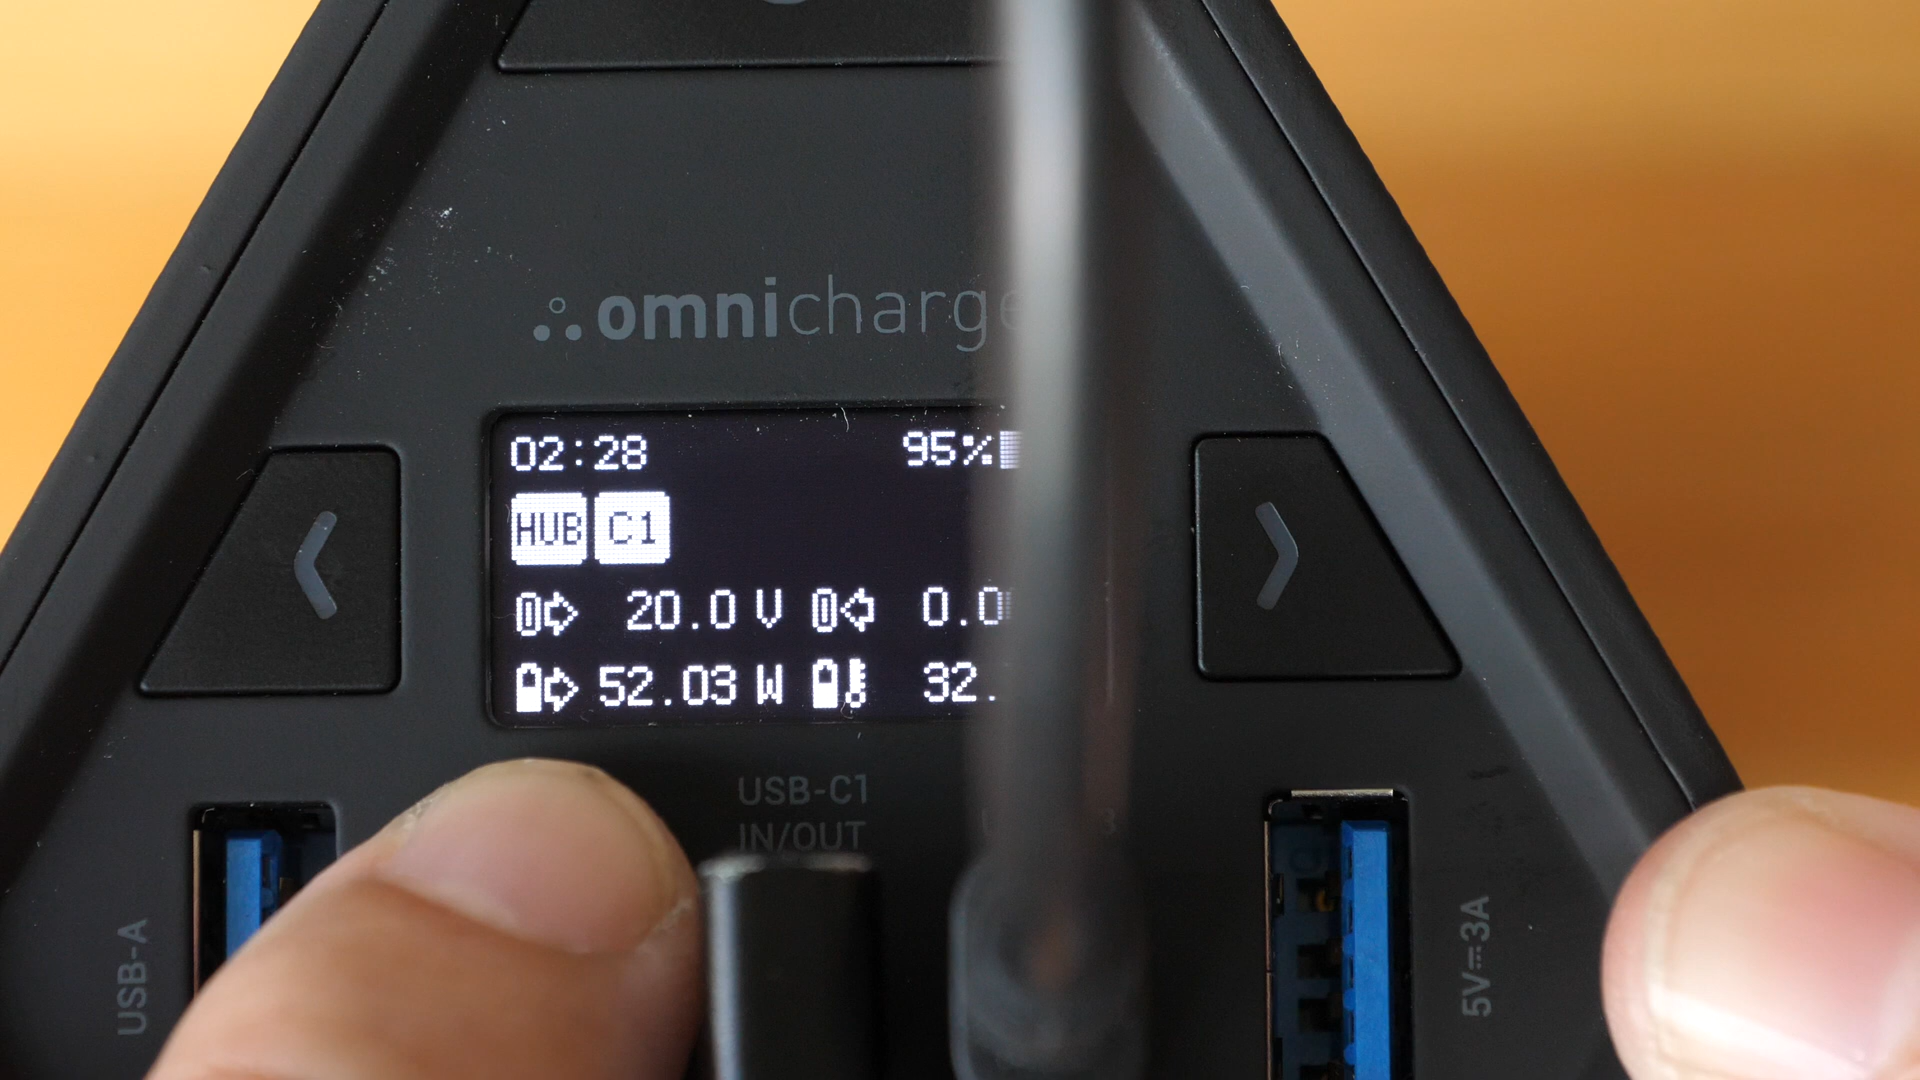 omnicharge
02:28 95%
HUB C1
20.0 V 0.0
52.03 W 32.
USB-C1
IN/OUT
USB-A
5V⎓3A